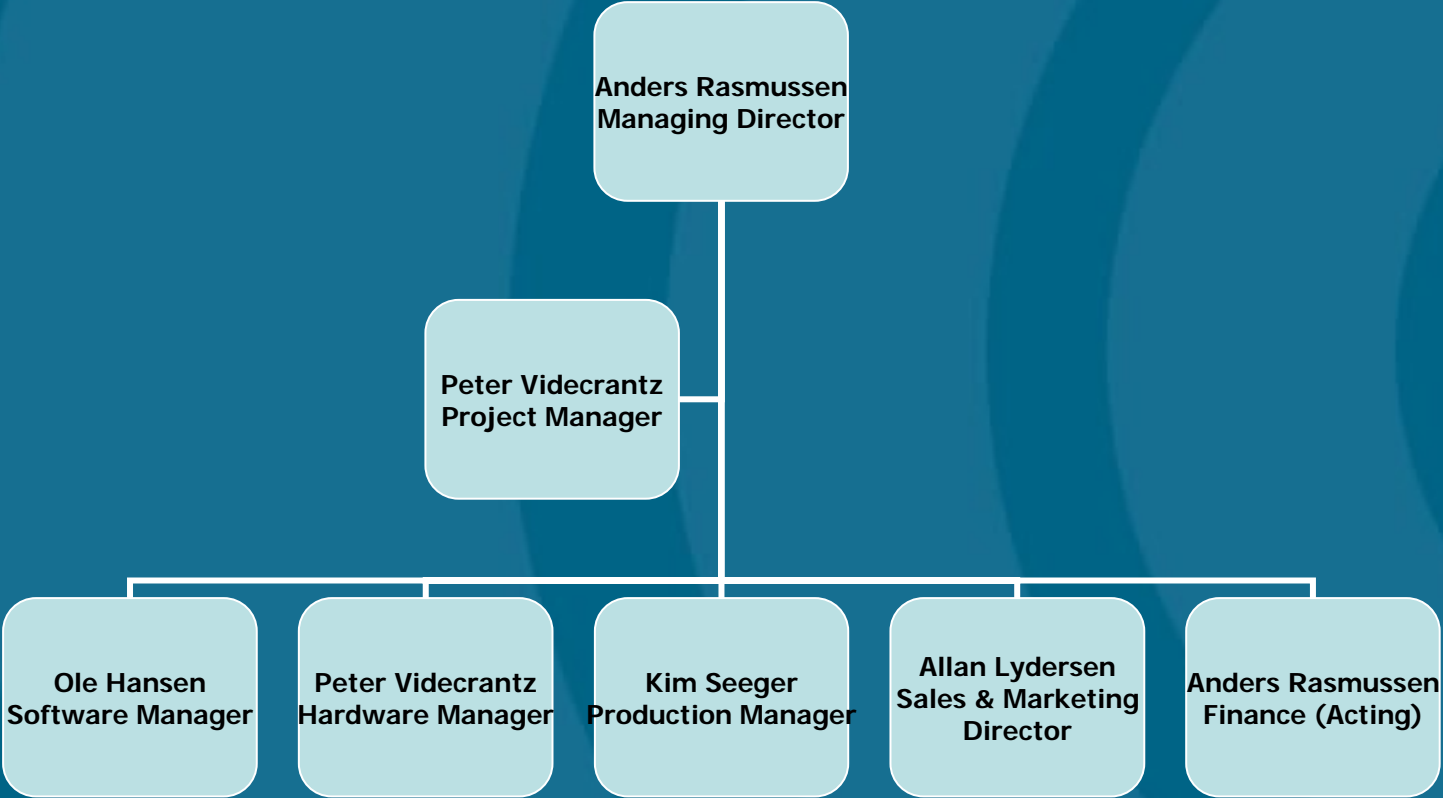 Anders Rasmussen
Managing Director
Peter Videcrantz
Project Manager
Ole Hansen
Software Manager
Peter Videcrantz
Hardware Manager
Kim Seeger
Production Manager
Allan Lydersen
Sales & Marketing
Director
Anders Rasmussen
Finance (Acting)